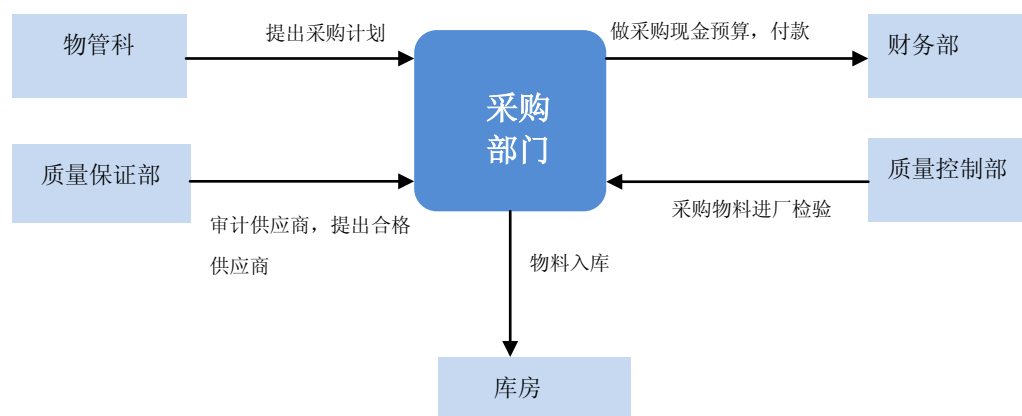 物管科
提出采购计划
做采购现金预算，付款
财务部
采购
部门
质量保证部
质量控制部
审计供应商，提出合格
供应商
采购物料进厂检验
物料入库
库房